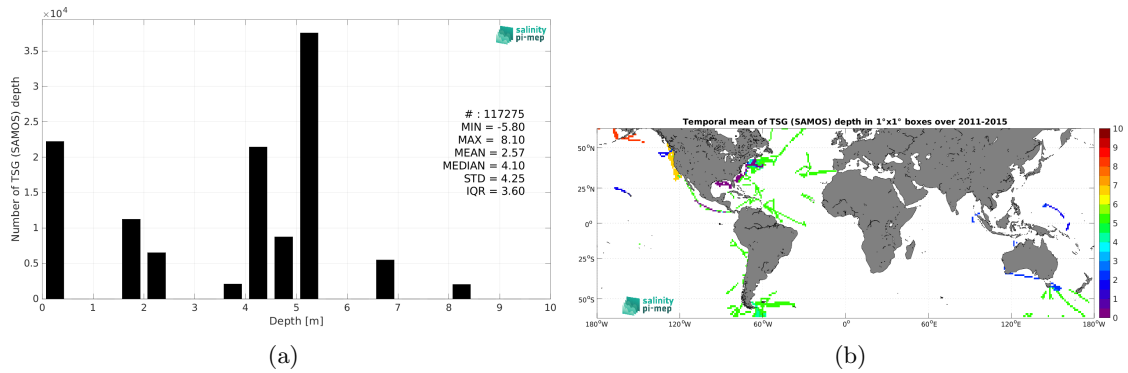 ×10⁴
3.5
3
2.5
2
1.5
1
0.5
0
Number of TSG (SAMOS) depth
salinity
pi-mep
# : 117275
MIN = -5.80
MAX = 8.10
MEAN = 2.57
MEDIAN = 4.10
STD = 4.25
IQR = 3.60
0 1 2 3 4 5 6 7 8 9 10
Depth [m]
(a)
Temporal mean of TSG (SAMOS) depth in 1°x1° boxes over 2011-2015
50°N
25°N
0°
25°S
50°S
180°W 120°W 60°W 0°W 60°E 120°E 180°W
10
9
8
7
6
5
4
3
2
1
0
salinity
pi-mep
(b)